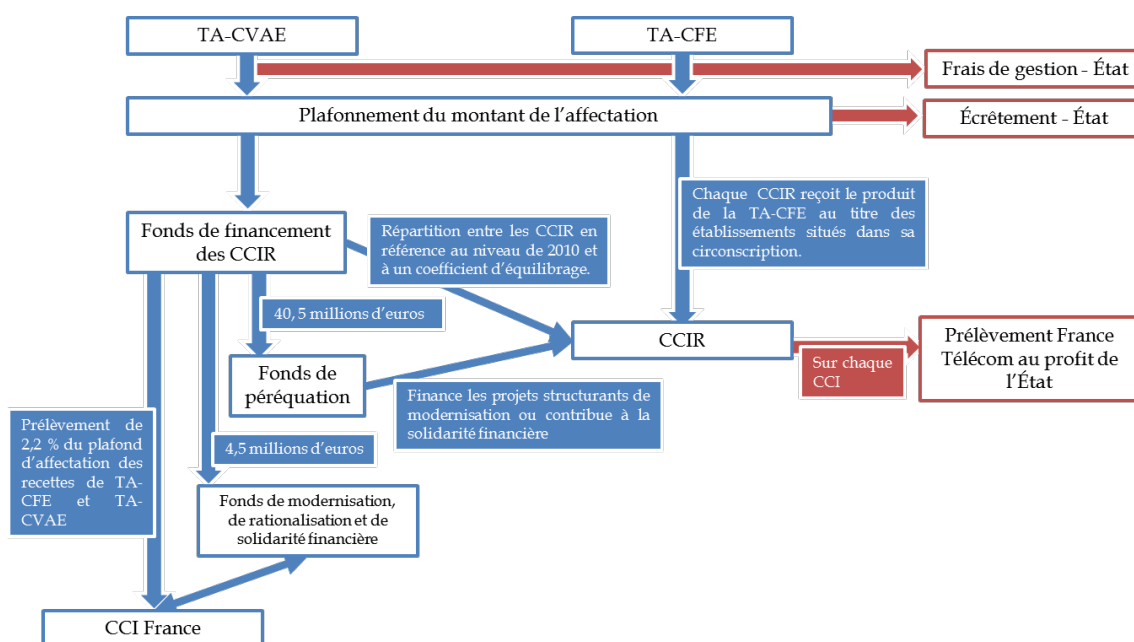 TA-CVAE
TA-CFE
Frais de gestion - État
Plafonnement du montant de l’affectation
Écrêtement - État
Chaque CCIR reçoit le produit
de la TA-CFE au titre des
établissements situés dans sa
circonscription.
Fonds de financement
des CCIR
Répartition entre les CCIR en
référence au niveau de 2010 et
à un coefficient d’équilibrage.
40, 5 millions d’euros
CCIR
Prélèvement France
Télécom au profit de
l’État
Sur chaque
CCI
Fonds de
péréquation
Finance les projets structurants de
modernisation ou contribue à la
solidarité financière
Prélèvement de
2,2 % du plafond
d’affectation des
recettes de TA-
CFE et TA-
CVAE
4,5 millions d’euros
Fonds de modernisation,
de rationalisation et de
solidarité financière
CCI France